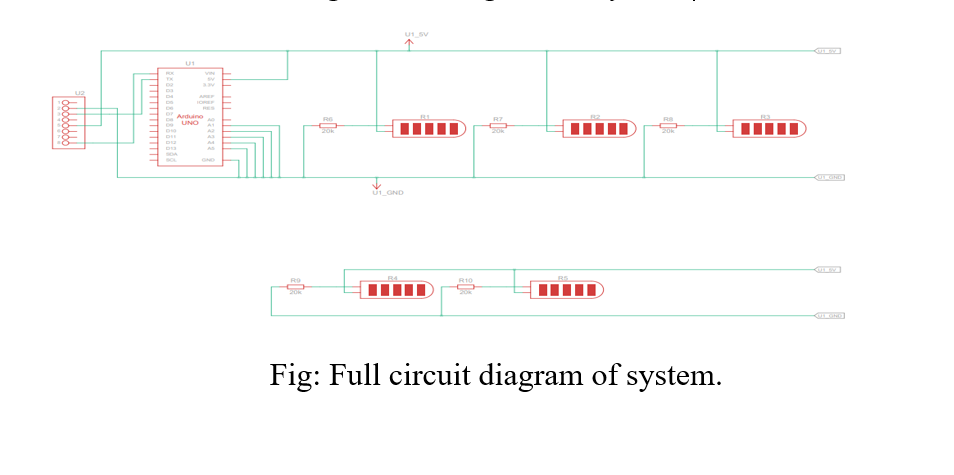 U1_5V
U1_5V
U1
U2
RX
TX
D2
D3
D4
D5
D6
D7
D8
D9
D10
D11
D12
D13
SDA
SCL
VIN
5V
3.3V
AREF
IOREF
RES
A0
A1
A2
A3
A4
A5
GND
Arduino
UNO
R6
20k
R1
R7
20k
R2
R8
20k
R3
U1_GND
U1_GND
U1_5V
R9
20k
R4
R10
20k
R5
U1_GND
Fig: Full circuit diagram of system.